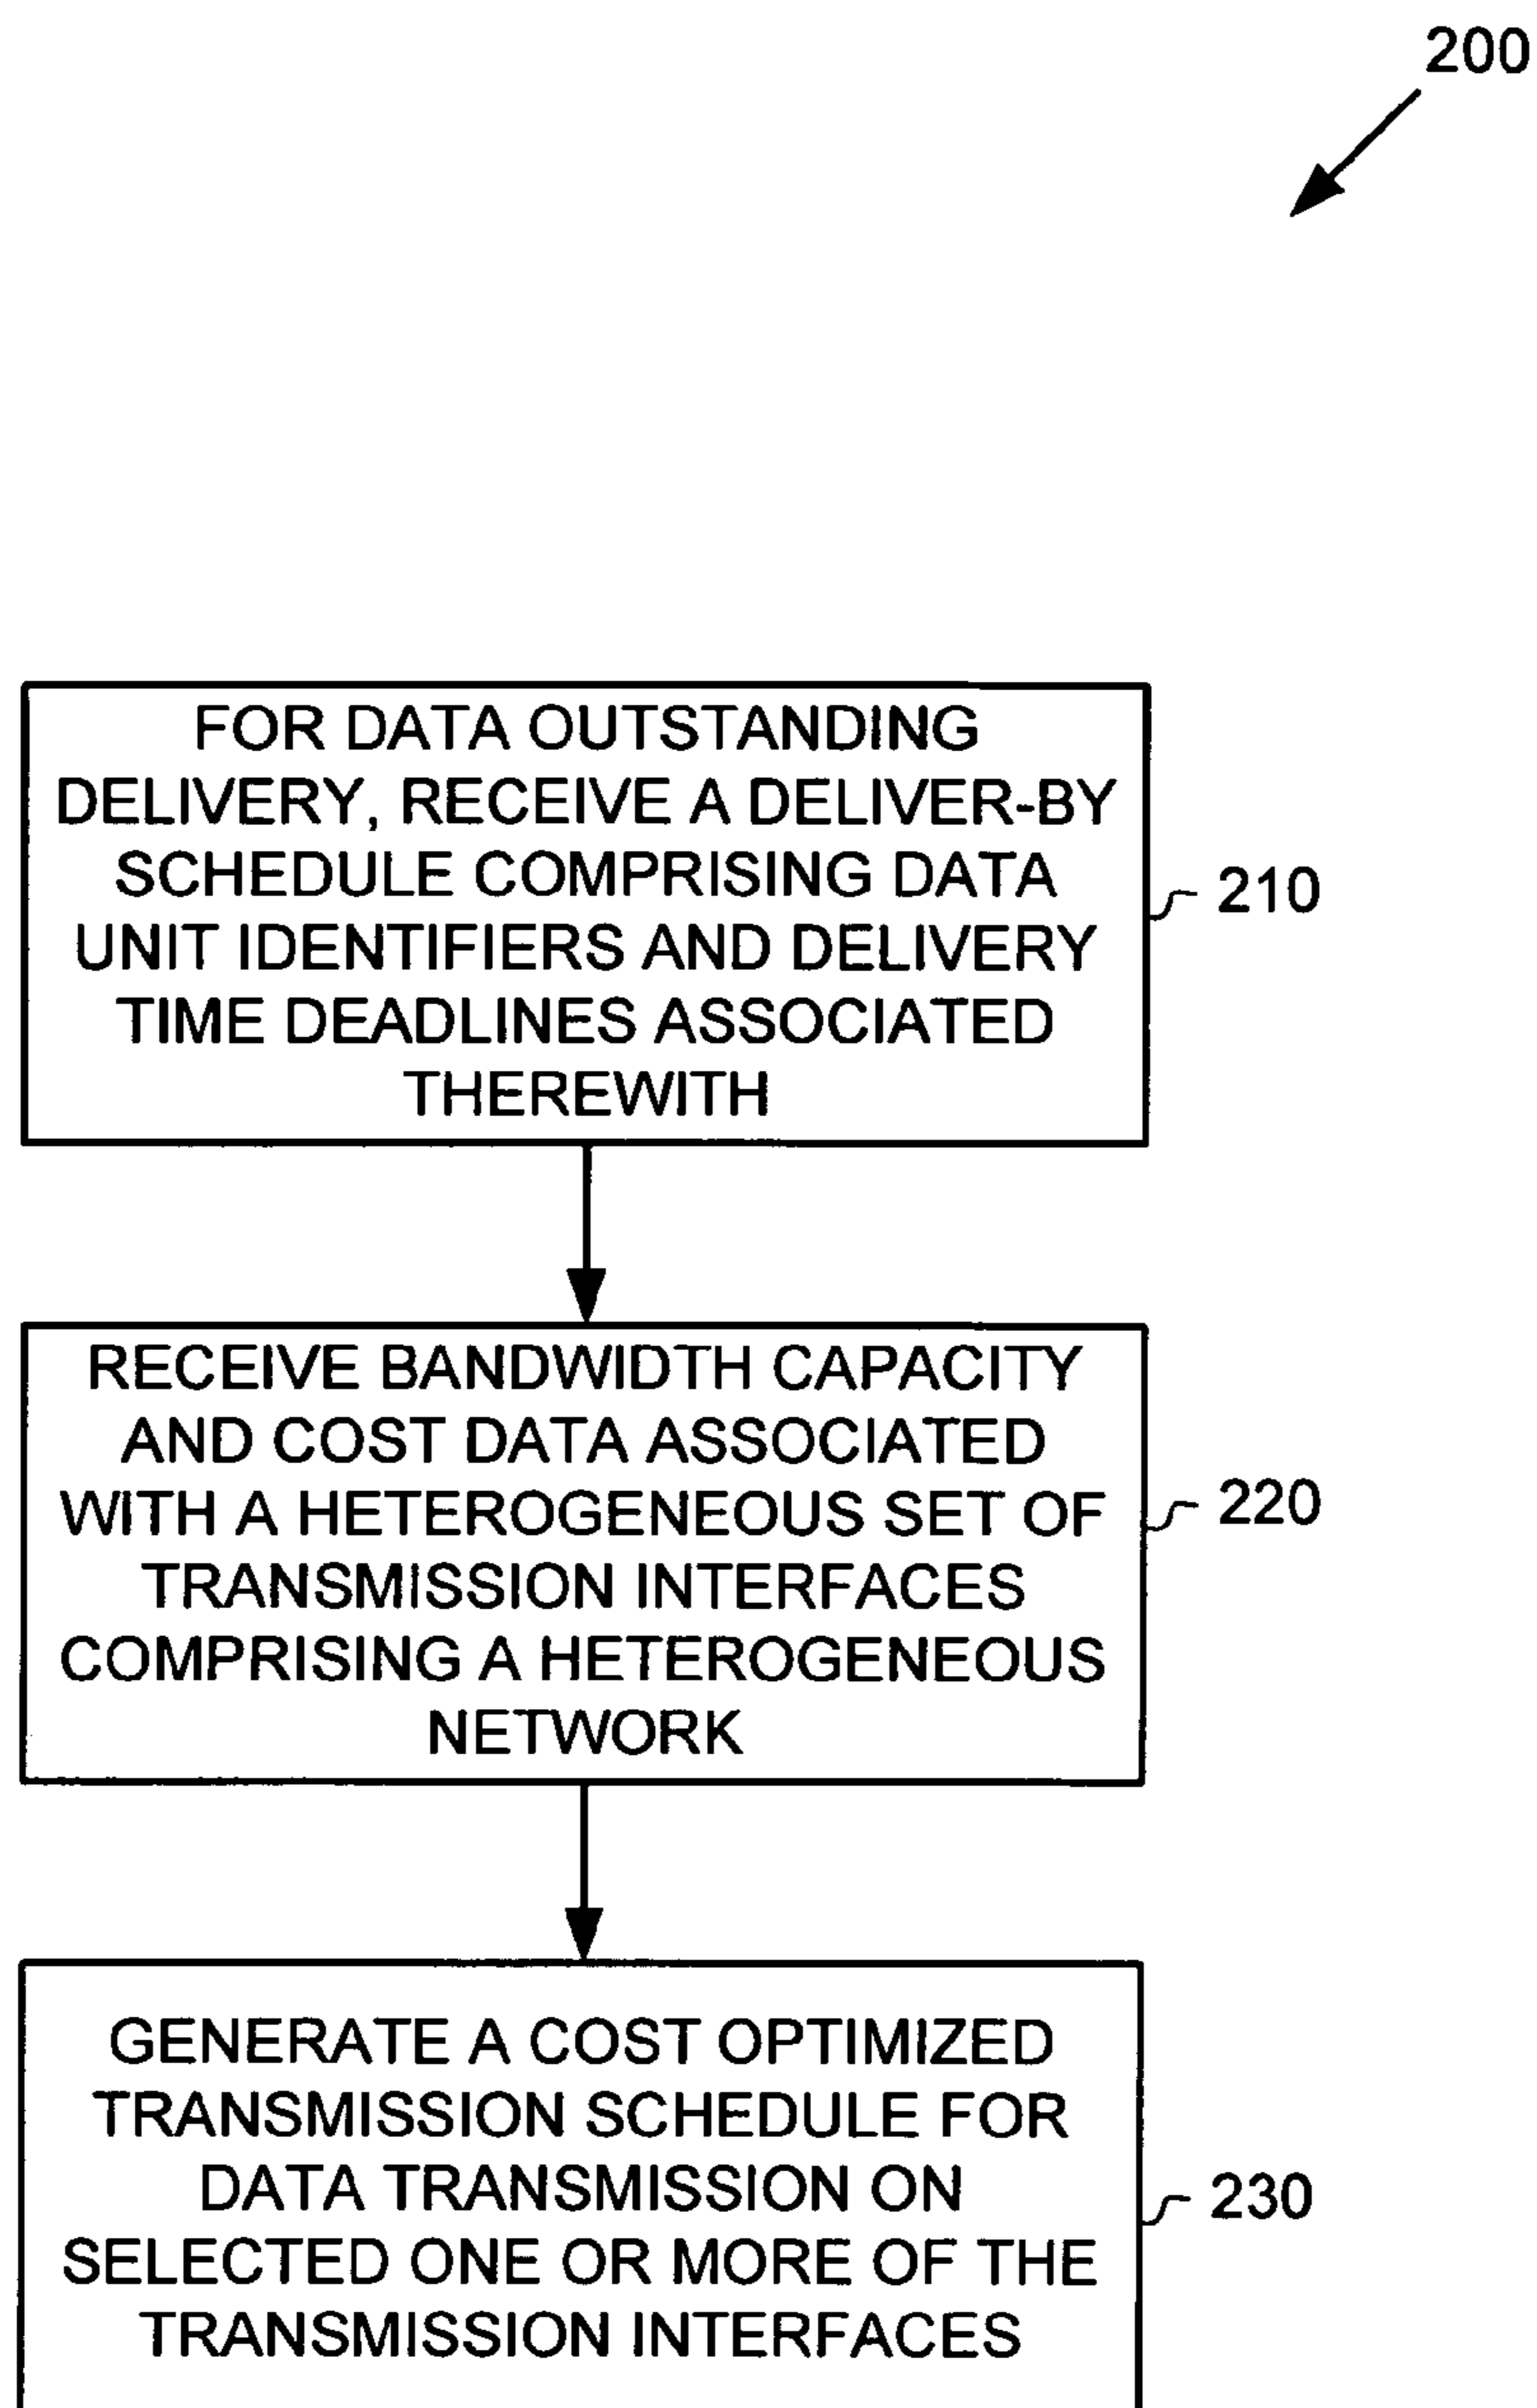 200
FOR DATA OUTSTANDING
DELIVERY, RECEIVE A DELIVER-BY
SCHEDULE COMPRISING DATA
UNIT IDENTIFIERS AND DELIVERY
TIME DEADLINES ASSOCIATED
THEREWITH
210
RECEIVE BANDWIDTH CAPACITY
AND COST DATA ASSOCIATED
WITH A HETEROGENEOUS SET OF
TRANSMISSION INTERFACES
COMPRISING A HETEROGENEOUS
NETWORK
220
GENERATE A COST OPTIMIZED
TRANSMISSION SCHEDULE FOR
DATA TRANSMISSION ON
SELECTED ONE OR MORE OF THE
TRANSMISSION INTERFACES
230